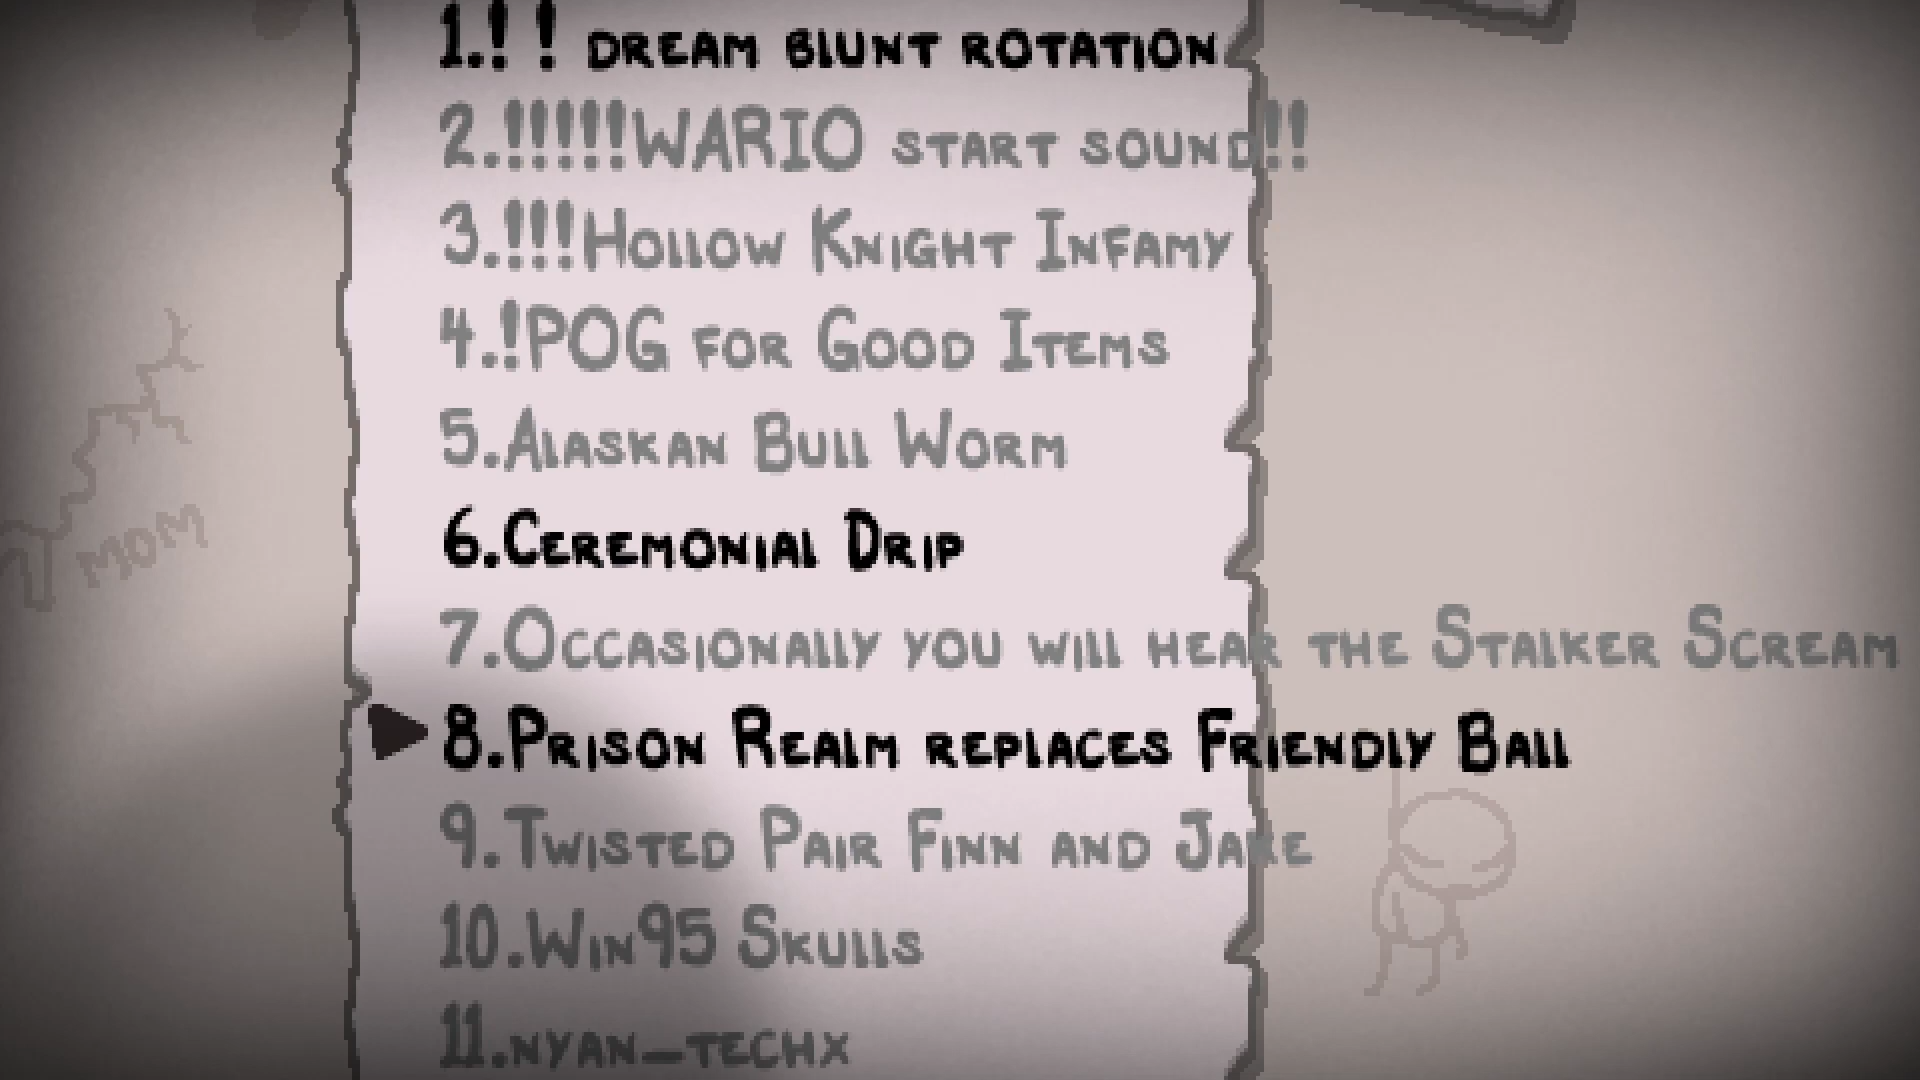 1.! ! dream blunt rotation
2.!!!!!WARIO start sound!!
3.!!!Hollow Knight Infamy
4.!POG for Good Items
5.Alaskan Bull Worm
6.Ceremonial Drip
MOM
7.Occasionally you will hear the Stalker Scream
8.Prison Realm replaces Friendly Ball
9.Twisted Pair Finn and Jake
10.Win95 Skulls
11.nyan_techx